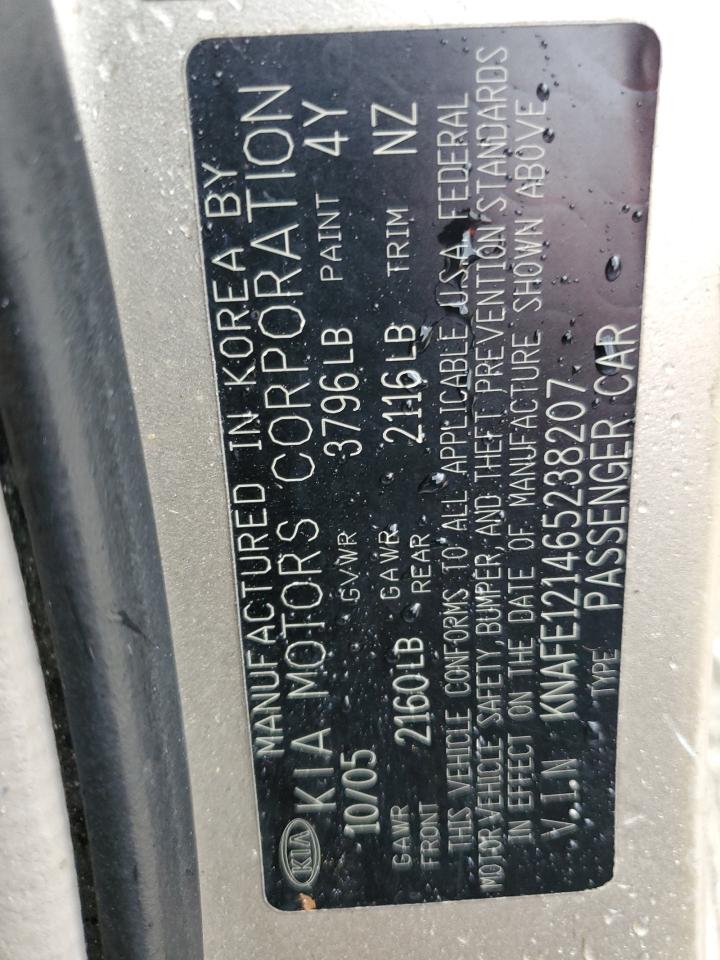 MANUFACTURED IN KOREA BY
KIA KIA MOTORS CORPORATION
10/05 GVWR 3796LB PAINT 4Y
GAWR FRONT 2160LB GAWR REAR 2116LB TRIM NZ
THIS VEHICLE CONFORMS TO ALL APPLICABLE U.S.A. FEDERAL
MOTOR VEHICLE SAFETY, BUMPER, AND THEFT PREVENTION STANDARDS
IN EFFECT ON THE DATE OF MANUFACTURE SHOWN ABOVE
V.I.N KNAFE121465238207
TYPE PASSENGER CAR